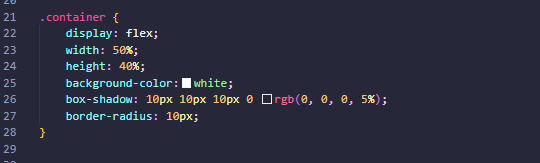 20
21 .container {
22 display: flex;
23 width: 50%;
24 height: 40%;
25 background-color: white;
26 box-shadow: 10px 10px 10px 0 rgb(0, 0, 0, 5%);
27 border-radius: 10px;
28 }
29